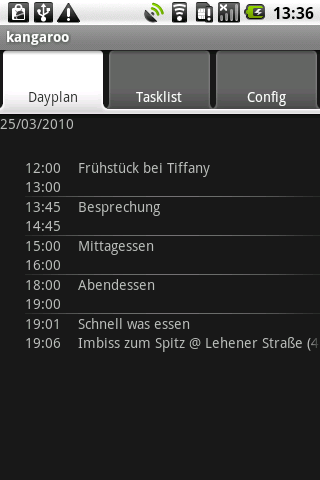 13:36
kangaroo
Dayplan Tasklist Config
25/03/2010
12:00 Frühstück bei Tiffany
13:00
13:45 Besprechung
14:45
15:00 Mittagessen
16:00
18:00 Abendessen
19:00
19:01 Schnell was essen
19:06 Imbiss zum Spitz @ Lehener Straße (4